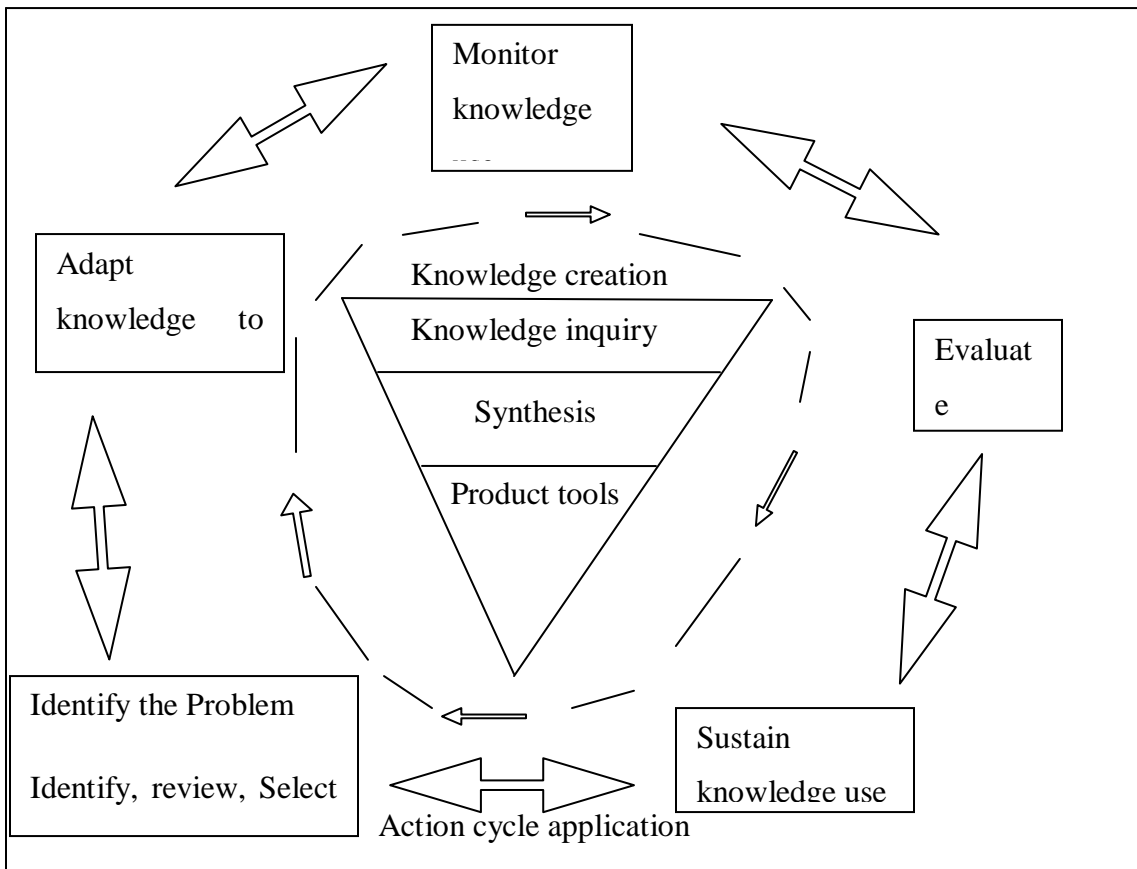 Monitor
knowledge
Adapt
knowledge to
Knowledge creation
Knowledge inquiry
Synthesis
Product tools
Evaluat
e
Identify the Problem
Identify, review, Select
Sustain
knowledge use
Action cycle application